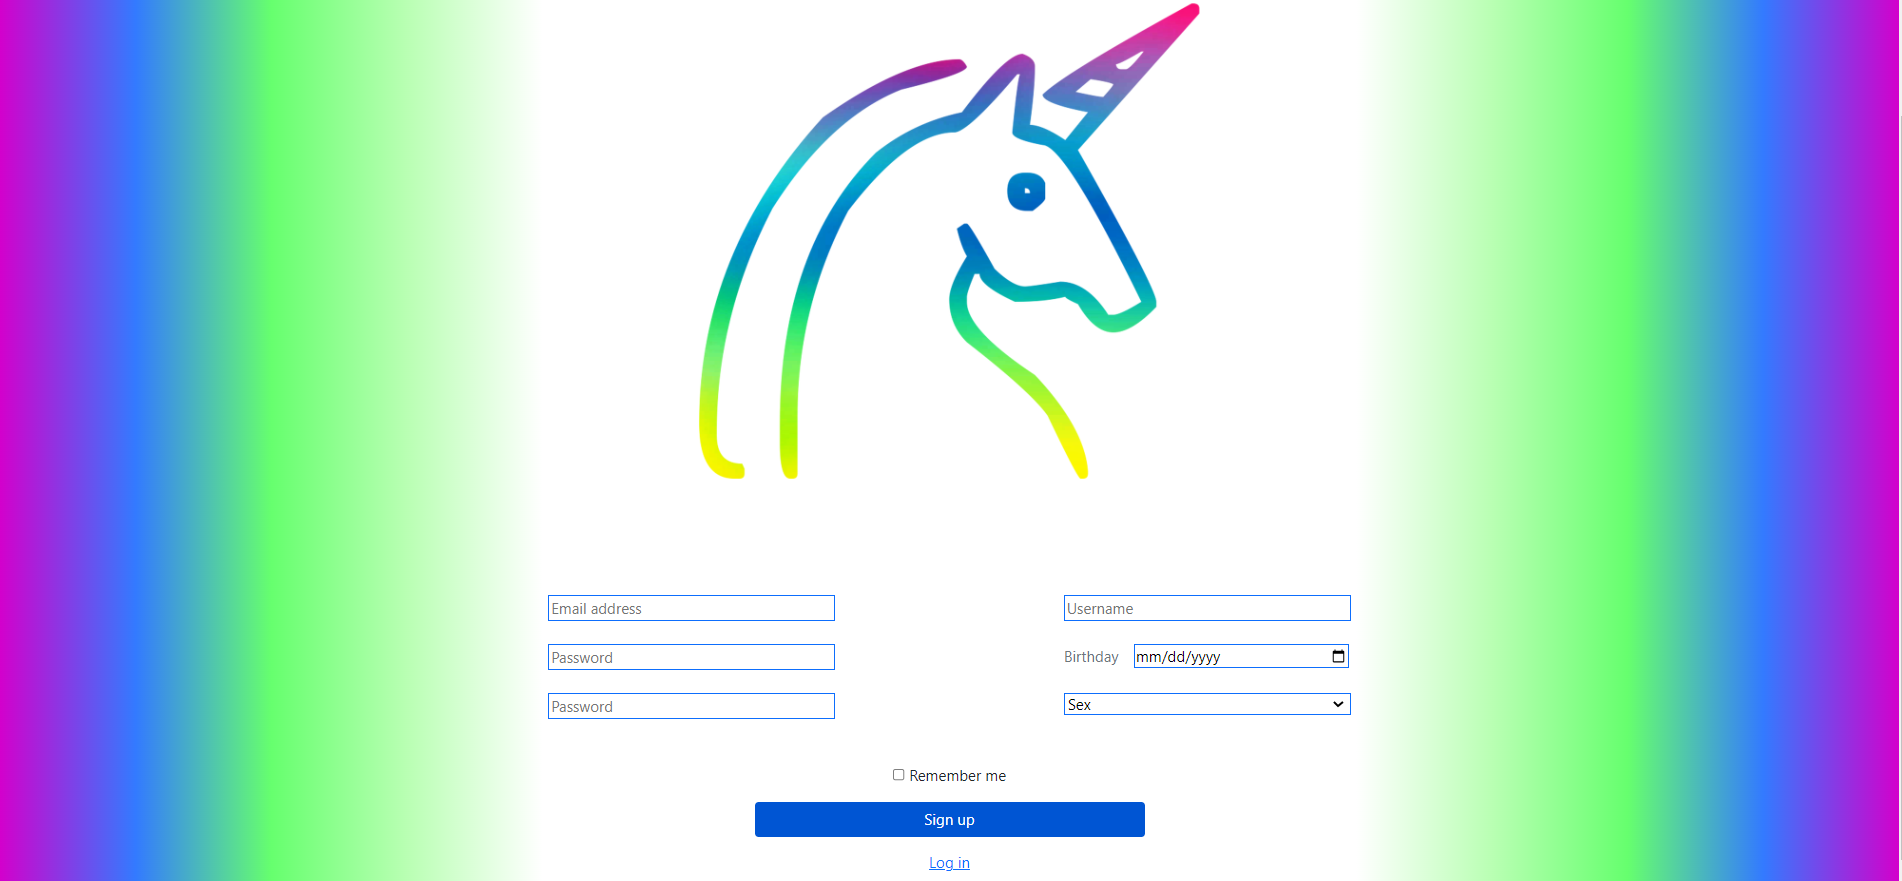 Email address
Username
Password
Birthday mm/dd/yyyy
Password
Sex
Remember me
Sign up
Log in